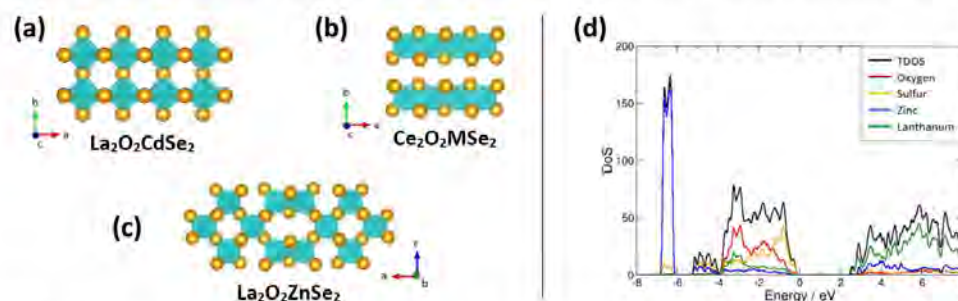 (a)
b
a
c
La₂O₂CdSe₂
(b)
b
c
Ce₂O₂MSe₂
(c)
a
b
La₂O₂ZnSe₂
(d)
200
150
100
50
0
DoS
TDOS
Oxygen
Sulfur
Zinc
Lanthanum
-8 -6 -4 -2 0 2 4 6
Energy / eV